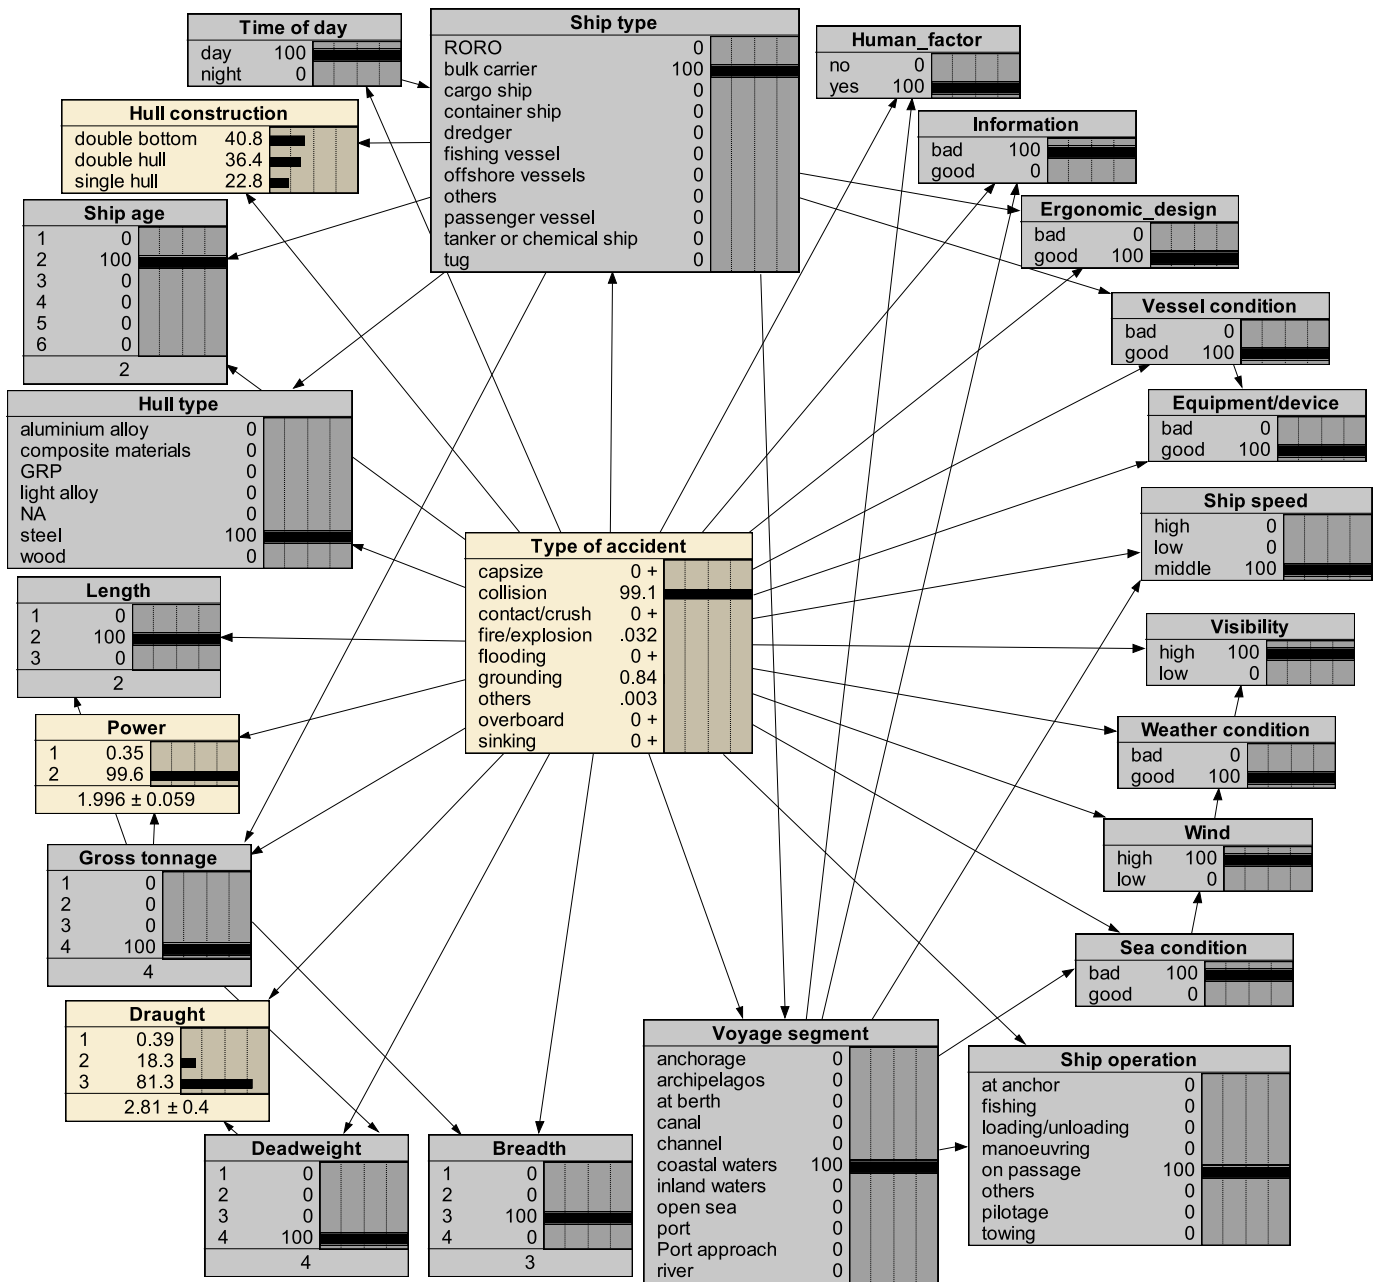 Time of day
day 100
night 0
Ship type
RORO 0
bulk carrier 100
cargo ship 0
container ship 0
dredger 0
fishing vessel 0
offshore vessels 0
others 0
passenger vessel 0
tanker or chemical ship 0
tug 0
Human_factor
no 0
yes 100
Hull construction
double bottom 40.8
double hull 36.4
single hull 22.8
Information
bad 100
good 0
Ship age
1 0
2 100
3 0
4 0
5 0
6 0
2
Ergonomic_design
bad 0
good 100
Vessel condition
bad 0
good 100
Hull type
aluminium alloy 0
composite materials 0
GRP 0
light alloy 0
NA 0
steel 100
wood 0
Equipment/device
bad 0
good 100
Ship speed
high 0
low 0
middle 100
Type of accident
capsize 0 +
collision 99.1
contact/crush 0 +
fire/explosion .032
flooding 0 +
grounding 0.84
others .003
overboard 0 +
sinking 0 +
Length
1 0
2 100
3 0
2
Visibility
high 100
low 0
Power
1 0.35
2 99.6
1.996 ± 0.059
Weather condition
bad 0
good 100
Wind
high 100
low 0
Gross tonnage
1 0
2 0
3 0
4 100
4
Sea condition
bad 100
good 0
Draught
1 0.39
2 18.3
3 81.3
2.81 ± 0.4
Voyage segment
anchorage 0
archipelagos 0
at berth 0
canal 0
channel 0
coastal waters 100
inland waters 0
open sea 0
port 0
Port approach 0
river 0
Ship operation
at anchor 0
fishing 0
loading/unloading 0
manoeuvring 0
on passage 100
others 0
pilotage 0
towing 0
Deadweight
1 0
2 0
3 0
4 100
4
Breadth
1 0
2 0
3 100
4 0
3